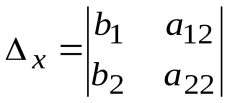 Δₓ = |b₁ a₁₂|
|b₂ a₂₂|